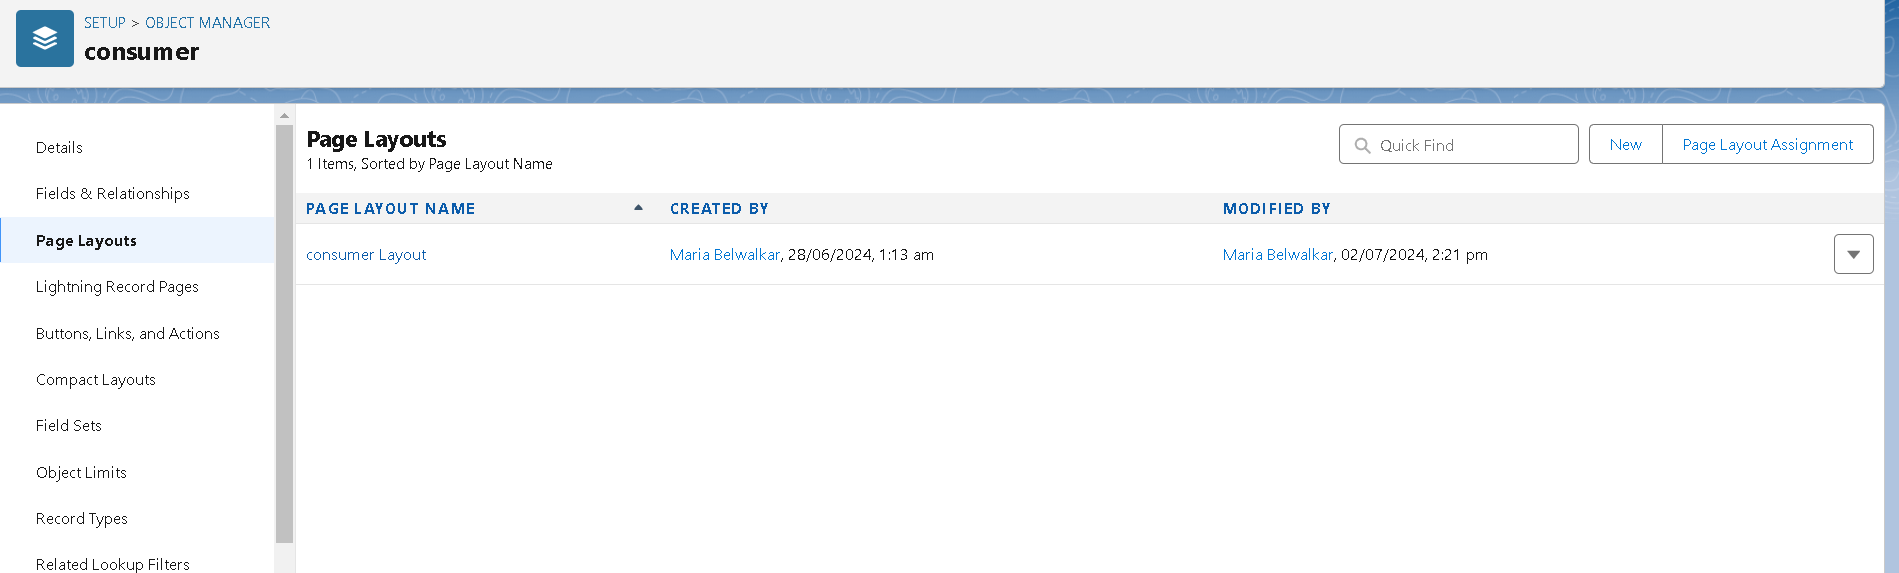 SETUP > OBJECT MANAGER
consumer
Details
Fields & Relationships
Page Layouts
Lightning Record Pages
Buttons, Links, and Actions
Compact Layouts
Field Sets
Object Limits
Record Types
Related Lookup Filters
Page Layouts
1 Items, Sorted by Page Layout Name
Quick Find
New
Page Layout Assignment
PAGE LAYOUT NAME CREATED BY MODIFIED BY
consumer Layout Maria Belwalkar, 28/06/2024, 1:13 am Maria Belwalkar, 02/07/2024, 2:21 pm